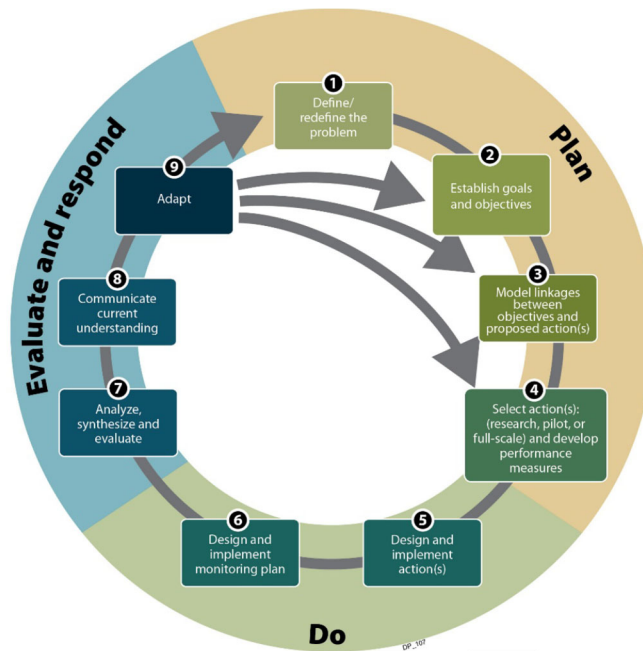 Plan
1
Define/
redefine the
problem
2
Establish goals
and objectives
3
Model linkages
between
objectives and
proposed action(s)
4
Select action(s):
(research, pilot, or
full-scale) and develop
performance
measures
Do
5
Design and
implement
action(s)
6
Design and
implement
monitoring plan
Evaluate and respond
7
Analyze,
synthesize and
evaluate
8
Communicate
current
understanding
9
Adapt
DP_107